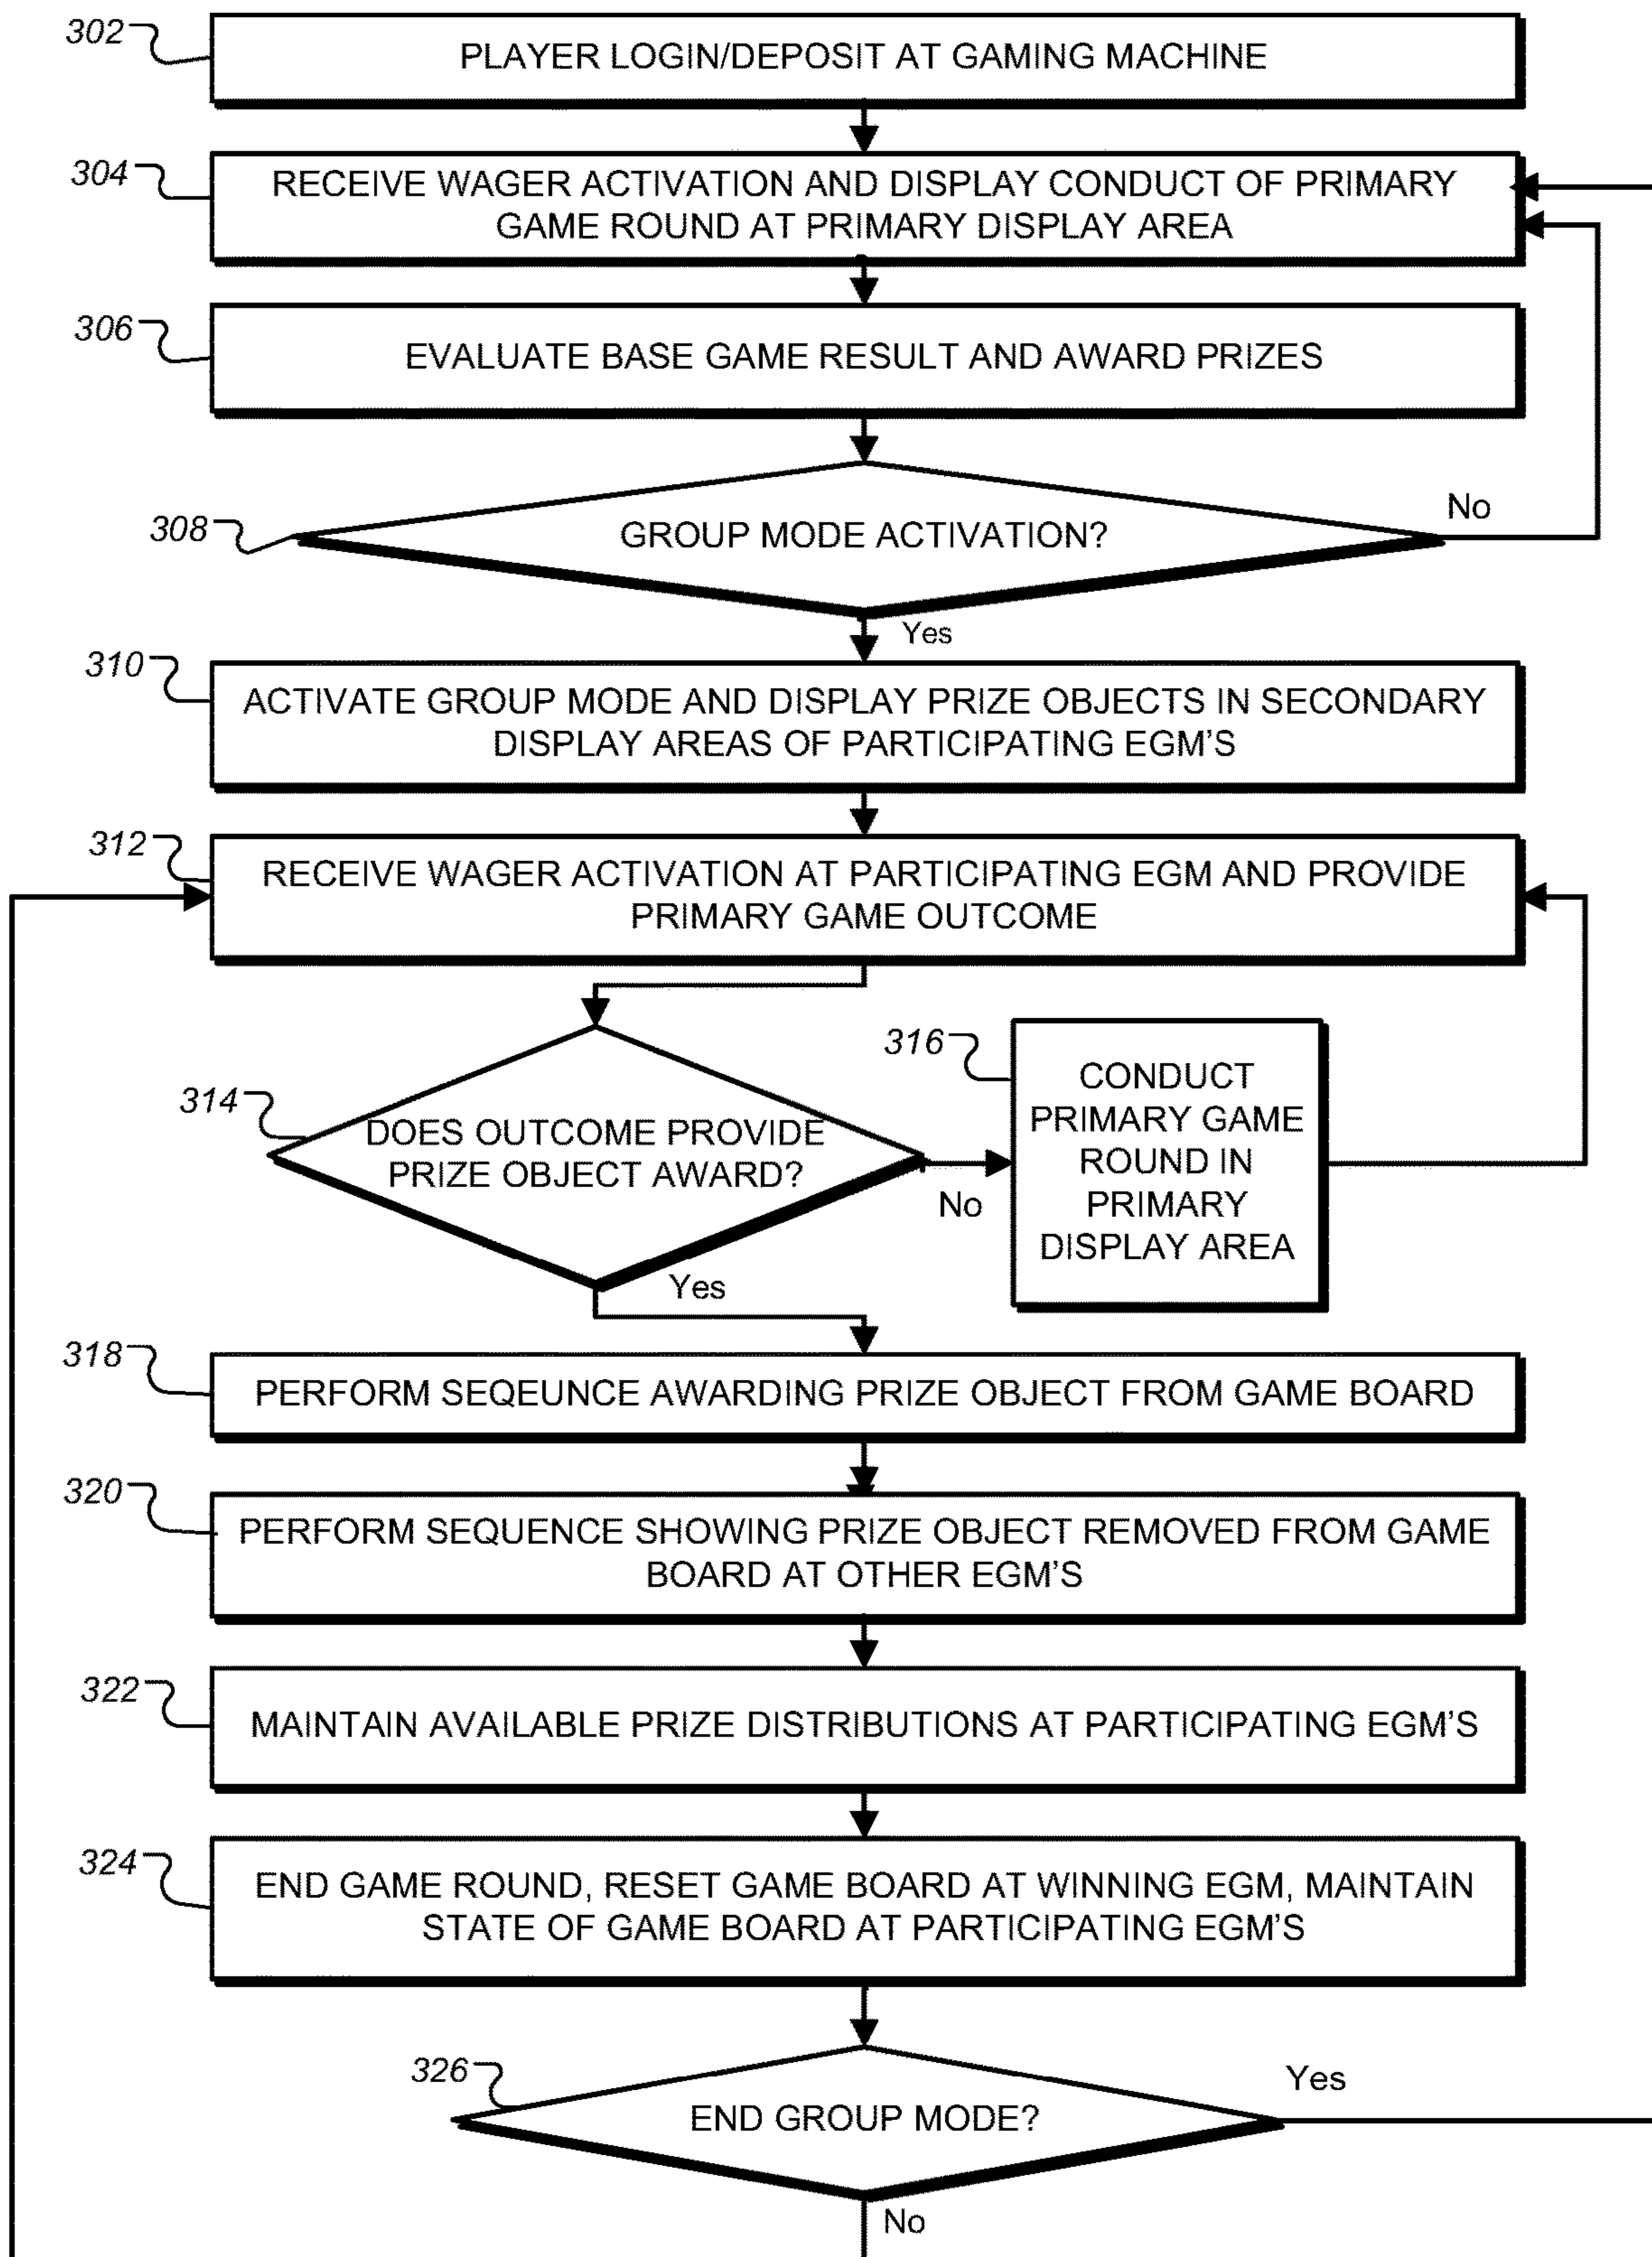 302
PLAYER LOGIN/DEPOSIT AT GAMING MACHINE
304
RECEIVE WAGER ACTIVATION AND DISPLAY CONDUCT OF PRIMARY
GAME ROUND AT PRIMARY DISPLAY AREA
306
EVALUATE BASE GAME RESULT AND AWARD PRIZES
308
GROUP MODE ACTIVATION?
No
Yes
310
ACTIVATE GROUP MODE AND DISPLAY PRIZE OBJECTS IN SECONDARY
DISPLAY AREAS OF PARTICIPATING EGM'S
312
RECEIVE WAGER ACTIVATION AT PARTICIPATING EGM AND PROVIDE
PRIMARY GAME OUTCOME
314
DOES OUTCOME PROVIDE
PRIZE OBJECT AWARD?
No
Yes
316
CONDUCT
PRIMARY GAME
ROUND IN
PRIMARY
DISPLAY AREA
318
PERFORM SEQEUNCE AWARDING PRIZE OBJECT FROM GAME BOARD
320
PERFORM SEQUENCE SHOWING PRIZE OBJECT REMOVED FROM GAME
BOARD AT OTHER EGM'S
322
MAINTAIN AVAILABLE PRIZE DISTRIBUTIONS AT PARTICIPATING EGM'S
324
END GAME ROUND, RESET GAME BOARD AT WINNING EGM, MAINTAIN
STATE OF GAME BOARD AT PARTICIPATING EGM'S
326
END GROUP MODE?
Yes
No